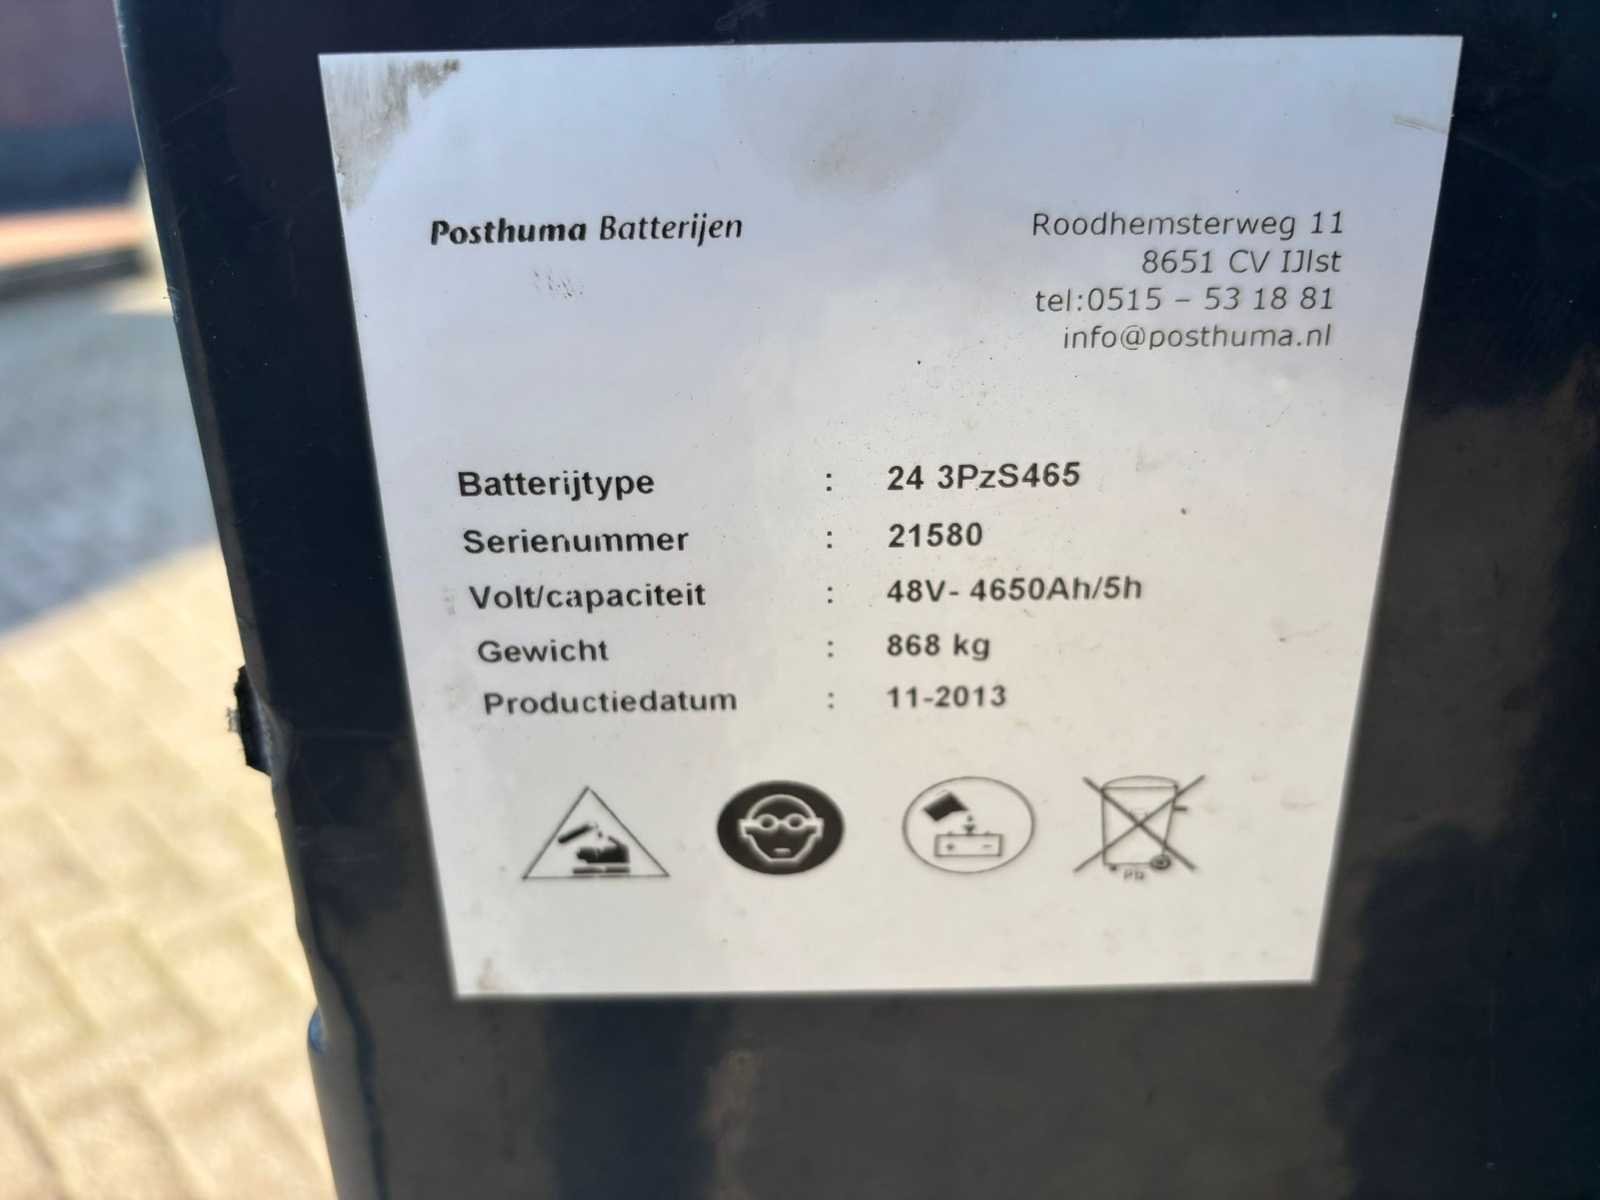 Posthuma Batterijen
Roodhemsterweg 11
8651 CV IJlst
tel:0515 – 53 18 81
info@posthuma.nl
Batterijtype : 24 3PzS465
Serienummer : 21580
Volt/capaciteit : 48V- 4650Ah/5h
Gewicht : 868 kg
Productiedatum : 11-2013
+ -